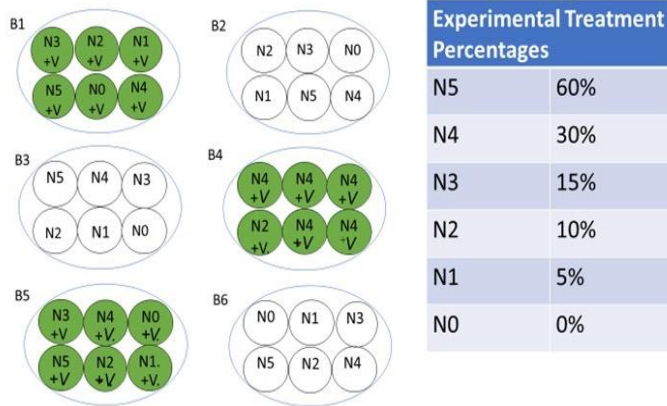 B1
N3 N2 N1
+V +V +V
N5 N0 N4
+V +V +V
B2
N2 N3 N0
N1 N5 N4
B3
N5 N4 N3
N2 N1 N0
B4
N4 N4 N4
+V +V +V
N2 N4 N4
+V. +V +V
B5
N3 N4 N0
+V +V. +V.
N5 N2 N1.
+V +V +V.
B6
N0 N1 N3
N5 N2 N4
Experimental Treatment
Percentages
N5 60%
N4 30%
N3 15%
N2 10%
N1 5%
N0 0%